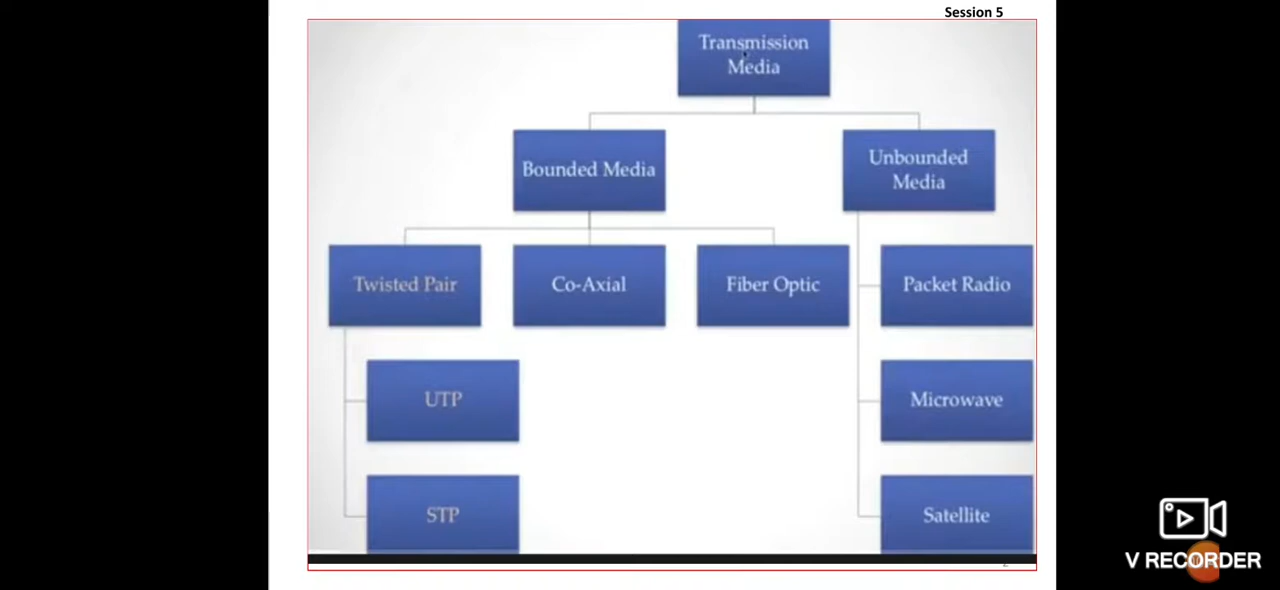 Session 5
Transmission
Media
Bounded Media
Unbounded
Media
Twisted Pair
Co-Axial
Fiber Optic
Packet Radio
UTP
Microwave
STP
Satellite
V RECORDER